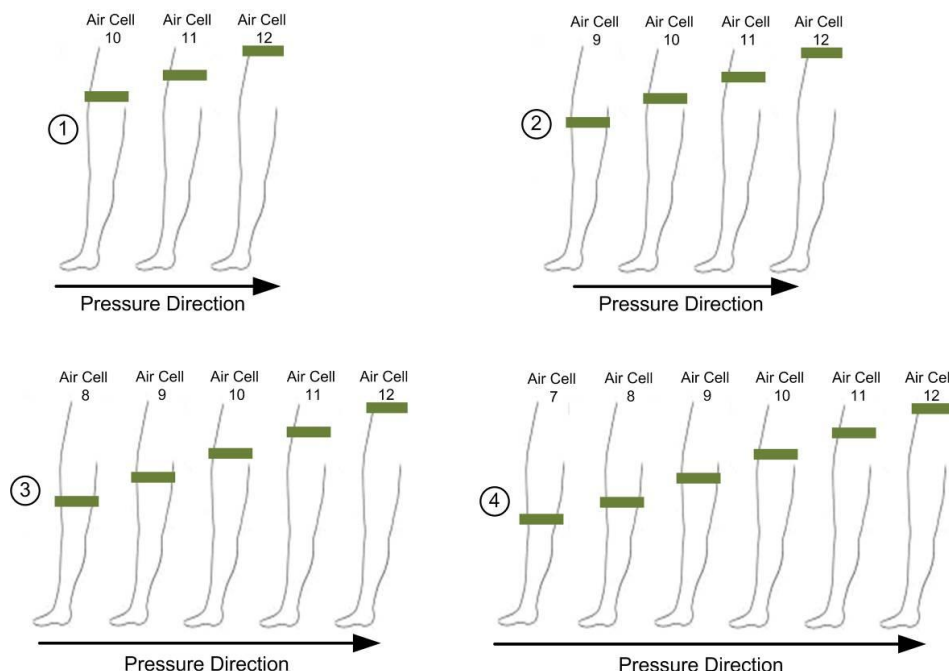 Air Cell 10
Air Cell 11
Air Cell 12
1
Pressure Direction
Air Cell 9
Air Cell 10
Air Cell 11
Air Cell 12
2
Pressure Direction
Air Cell 8
Air Cell 9
Air Cell 10
Air Cell 11
Air Cell 12
3
Pressure Direction
Air Cell 7
Air Cell 8
Air Cell 9
Air Cell 10
Air Cell 11
Air Cell 12
4
Pressure Direction